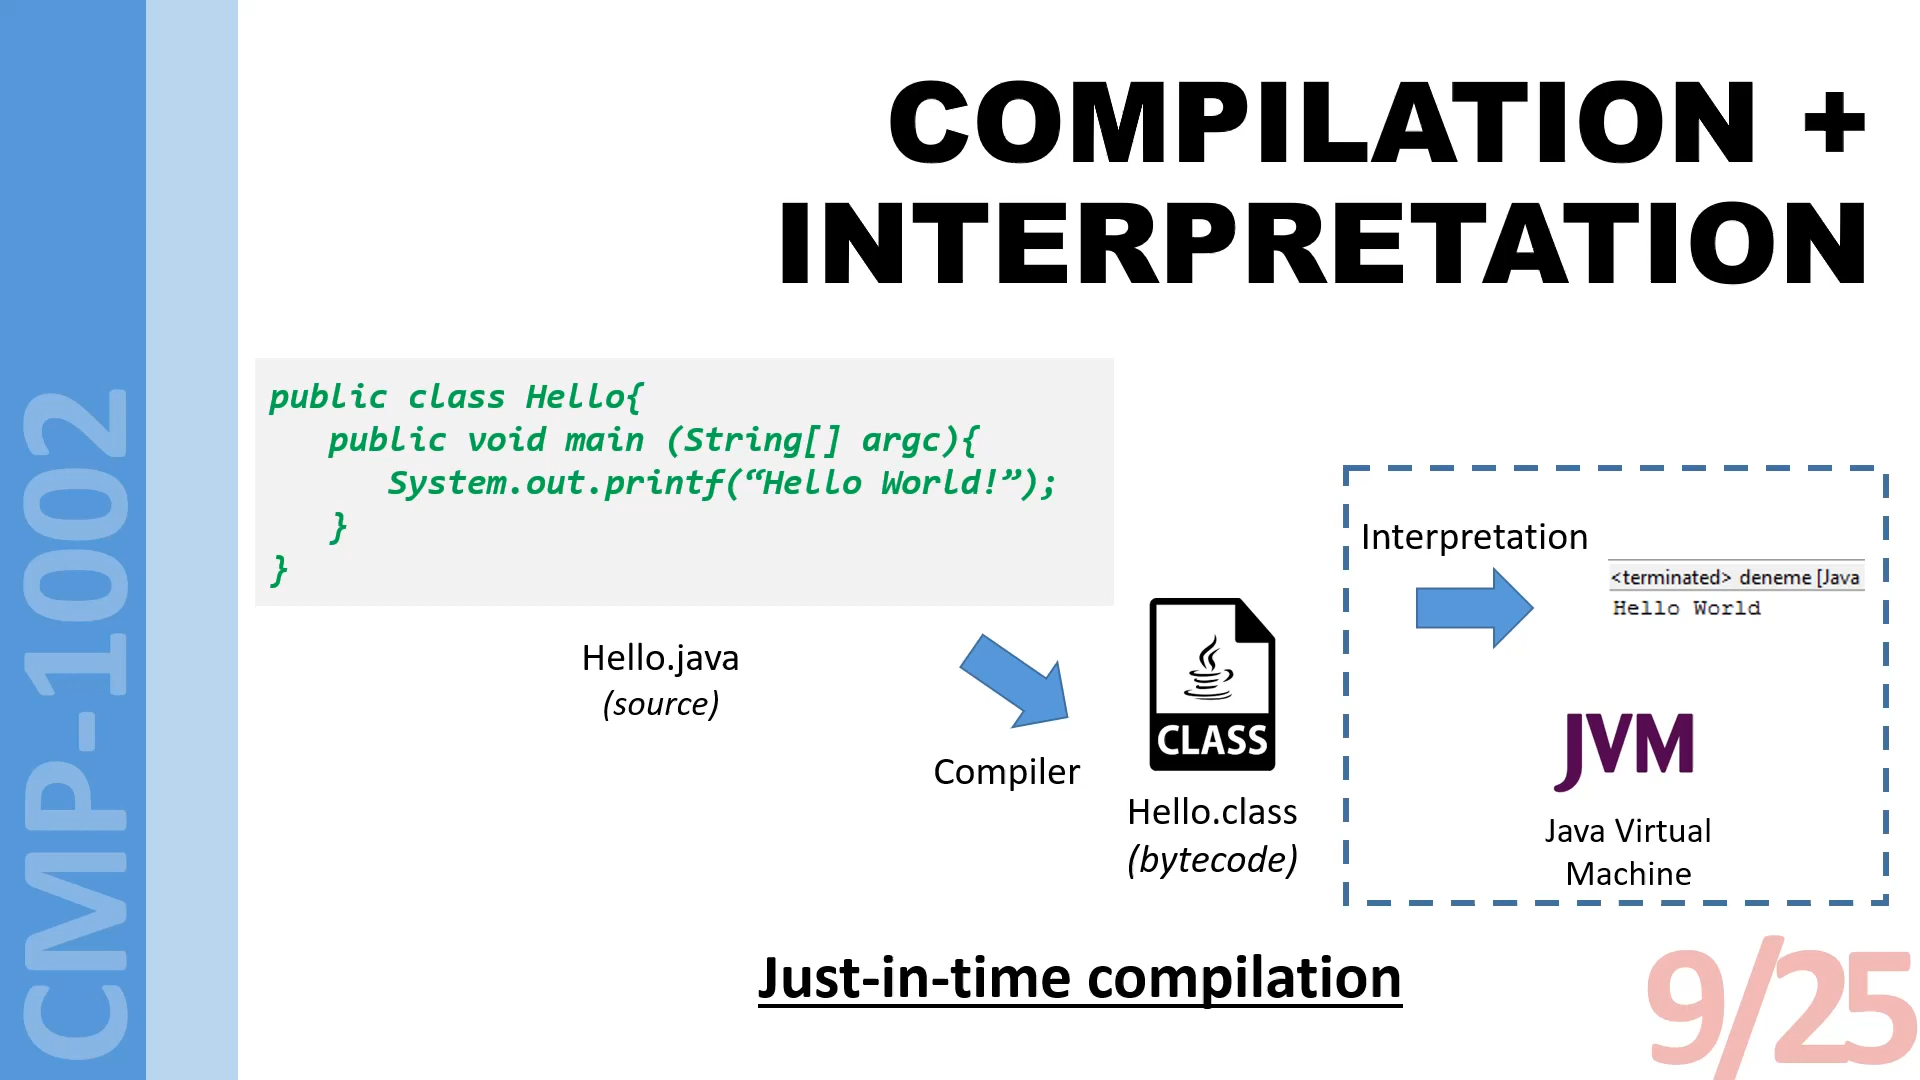 COMPILATION +
INTERPRETATION
public class Hello{
public void main (String[] argc){
System.out.printf(“Hello World!”);
}
}
Hello.java
(source)
Compiler
CLASS
Hello.class
(bytecode)
Interpretation
<terminated> deneme [Java
Hello World
JVM
Java Virtual
Machine
Just-in-time compilation
CMP-1002
9/25